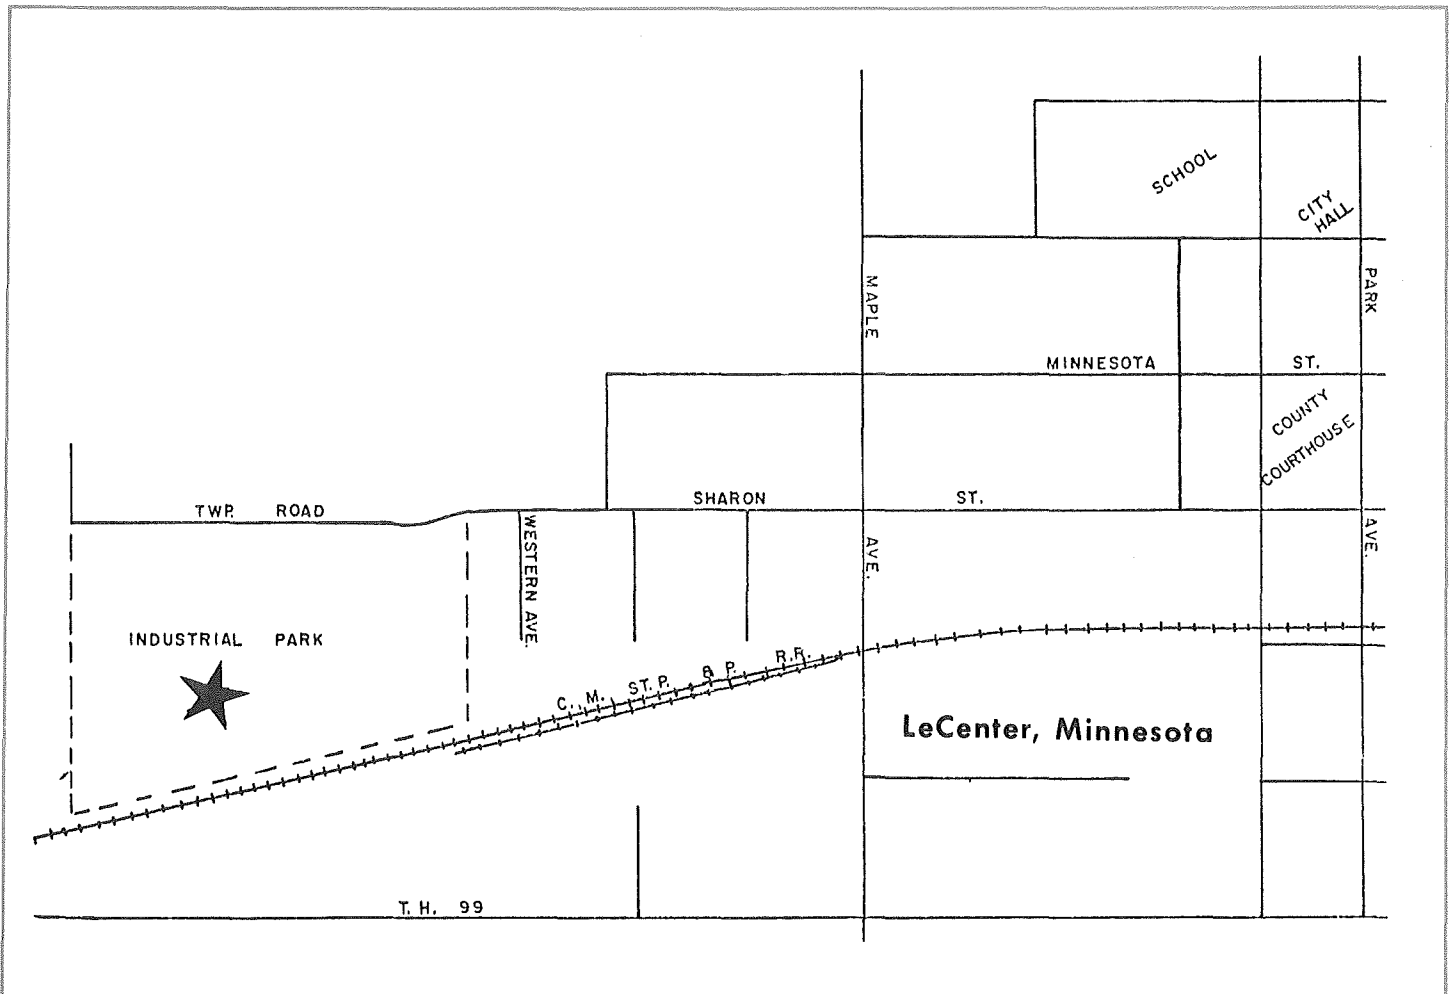 SCHOOL
CITY
HALL
MAPLE
PARK
MINNESOTA ST.
COUNTY
COURTHOUSE
SHARON ST.
TWP. ROAD
WESTERN AVE.
AVE.
AVE.
INDUSTRIAL PARK
C., M., ST. P. & P. R.R.
LeCenter, Minnesota
T. H. 99